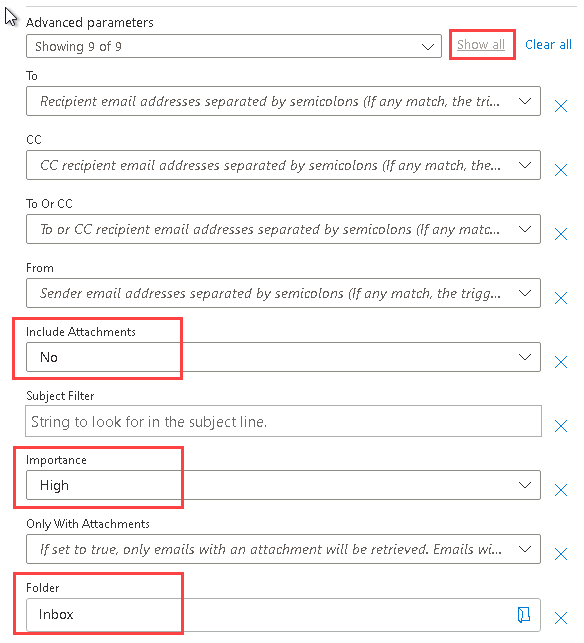 Advanced parameters
Showing 9 of 9 Show all Clear all
To
Recipient email addresses separated by semicolons (If any match, the tri...
CC
CC recipient email addresses separated by semicolons (If any match, the...
To Or CC
To or CC recipient email addresses separated by semicolons (If any matc...
From
Sender email addresses separated by semicolons (If any match, the trigg...
Include Attachments
No
Subject Filter
String to look for in the subject line.
Importance
High
Only With Attachments
If set to true, only emails with an attachment will be retrieved. Emails wi...
Folder
Inbox